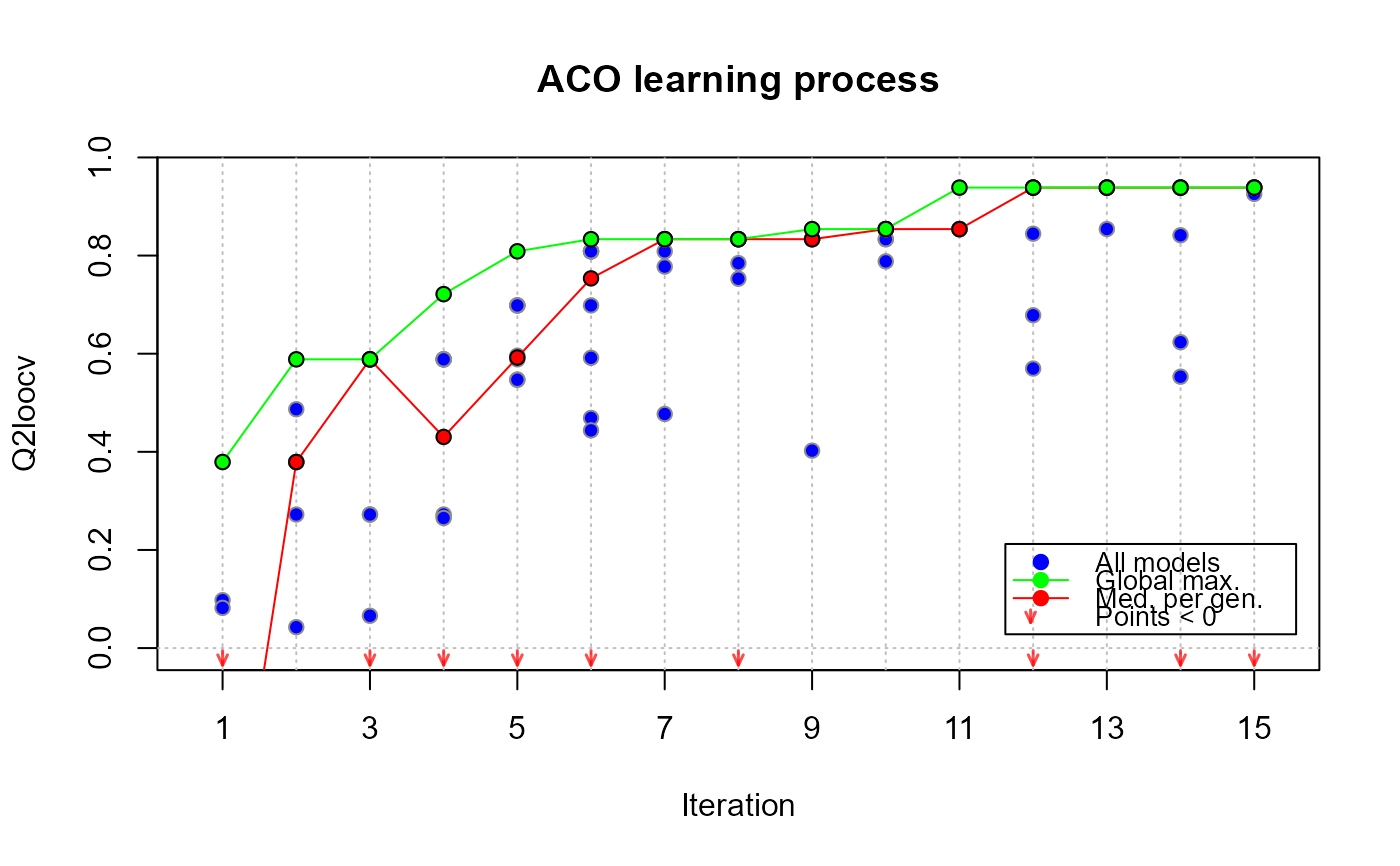 ACO learning process
Q2loocv
1.0
0.8
0.6
0.4
0.2
0.0
All models
Global max.
Med. per gen.
Points < 0
1 3 5 7 9 11 13 15
Iteration